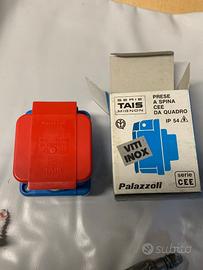 SERIE
TAIS
MIGNON
PRESE
A SPINA
CEE
DA QUADRO
IP 54
VITI
INOX
Palazzoli
serie
CEE
subito